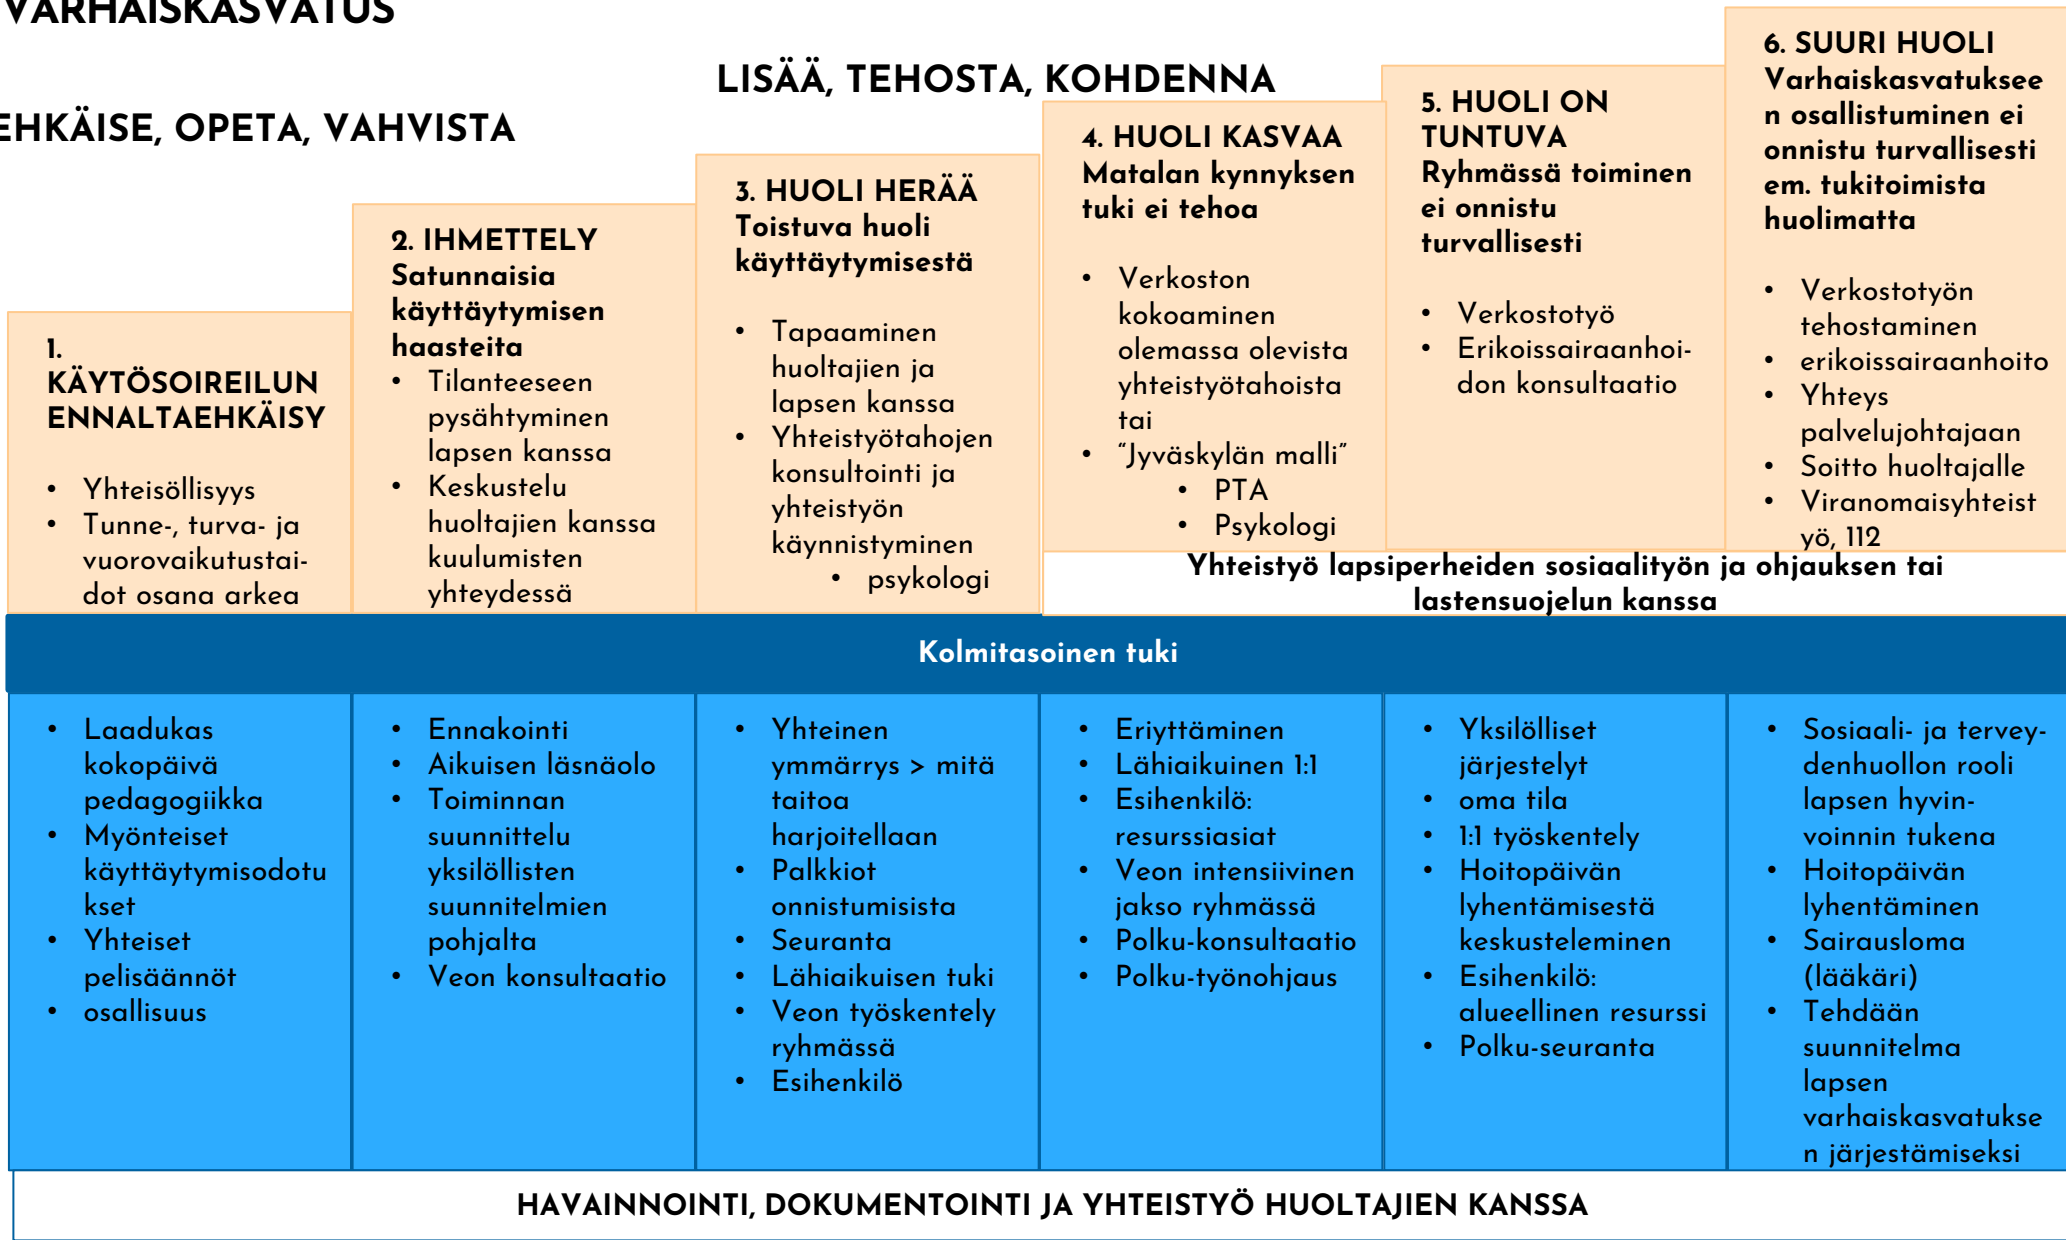 VARHAISKASVATUS
EHKÄISE, OPETA, VAHVISTA
LISÄÄ, TEHOSTA, KOHDENNA
1.
KÄYTÖSOIREILUN
ENNALTAEHKÄISY
• Yhteisöllisyys
• Tunne-, turva- ja
vuorovaikutustai-
dot osana arkea
2. IHMETTELY
Satunnaisia
käyttäytymisen
haasteita
• Tilanteeseen
pysähtyminen
lapsen kanssa
• Keskustelu
huoltajien kanssa
kuulumisten
yhteydessä
3. HUOLI HERÄÄ
Toistuva huoli
käyttäytymisestä
• Tapaaminen
huoltajien ja
lapsen kanssa
• Yhteistyötahojen
konsultointi ja
yhteistyön
käynnistyminen
• psykologi
4. HUOLI KASVAA
Matalan kynnyksen
tuki ei tehoa
• Verkoston
kokoaminen
olemassa olevista
yhteistyötahoista
tai
• “Jyväskylän malli”
• PTA
• Psykologi
5. HUOLI ON
TUNTUVA
Ryhmässä toiminen
ei onnistu
turvallisesti
• Verkostotyö
• Erikoissairaanhoi-
don konsultaatio
6. SUURI HUOLI
Varhaiskasvatuksee
n osallistuminen ei
onnistu turvallisesti
em. tukitoimista
huolimatta
• Verkostotyön
tehostaminen
• erikoissairaanhoito
• Yhteys
palvelujohtajaan
• Soitto huoltajalle
• Viranomaisyhteist
yö, 112
Yhteistyö lapsiperheiden sosiaalityön ja ohjauksen tai
lastensuojelun kanssa
Kolmitasoinen tuki
• Laadukas
kokopäivä
pedagogiikka
• Myönteiset
käyttäytymisodotu
kset
• Yhteiset
pelisäännöt
• osallisuus
• Ennakointi
• Aikuisen läsnäolo
• Toiminnan
suunnittelu
yksilöllisten
suunnitelmien
pohjalta
• Veon konsultaatio
• Yhteinen
ymmärrys > mitä
taitoa
harjoitellaan
• Palkkiot
onnistumisista
• Seuranta
• Lähiaikuisen tuki
• Veon työskentely
ryhmässä
• Esihenkilö
• Eriyttäminen
• Lähiaikuinen 1:1
• Esihenkilö:
resurssiasiat
• Veon intensiivinen
jakso ryhmässä
• Polku-konsultaatio
• Polku-työnohjaus
• Yksilölliset
järjestelyt
• oma tila
• 1:1 työskentely
• Hoitopäivän
lyhentämisestä
keskusteleminen
• Esihenkilö:
alueellinen resurssi
• Polku-seuranta
• Sosiaali- ja tervey-
denhuollon rooli
lapsen hyvin-
voinnin tukena
• Hoitopäivän
lyhentäminen
• Sairausloma
(lääkäri)
• Tehdään
suunnitelma
lapsen
varhaiskasvatukse
n järjestämiseksi
HAVAINNOINTI, DOKUMENTOINTI JA YHTEISTYÖ HUOLTAJIEN KANSSA